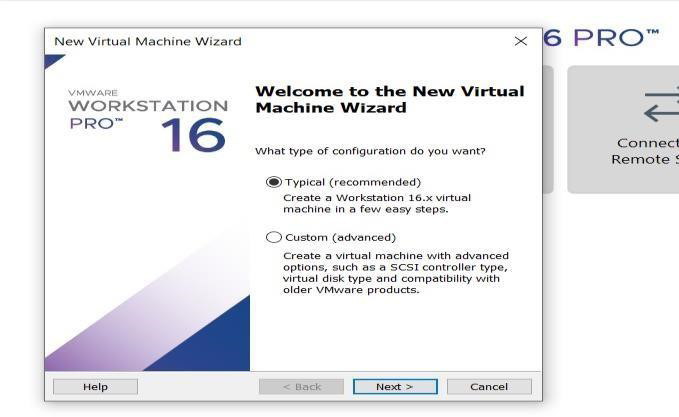 New Virtual Machine Wizard
6 PRO™
VMWARE
WORKSTATION
PRO™ 16
Welcome to the New Virtual
Machine Wizard
What type of configuration do you want?
Typical (recommended)
Create a Workstation 16.x virtual
machine in a few easy steps.
Custom (advanced)
Create a virtual machine with advanced
options, such as a SCSI controller type,
virtual disk type and compatibility with
older VMware products.
Connect
Remote S
Help
< Back
Next >
Cancel